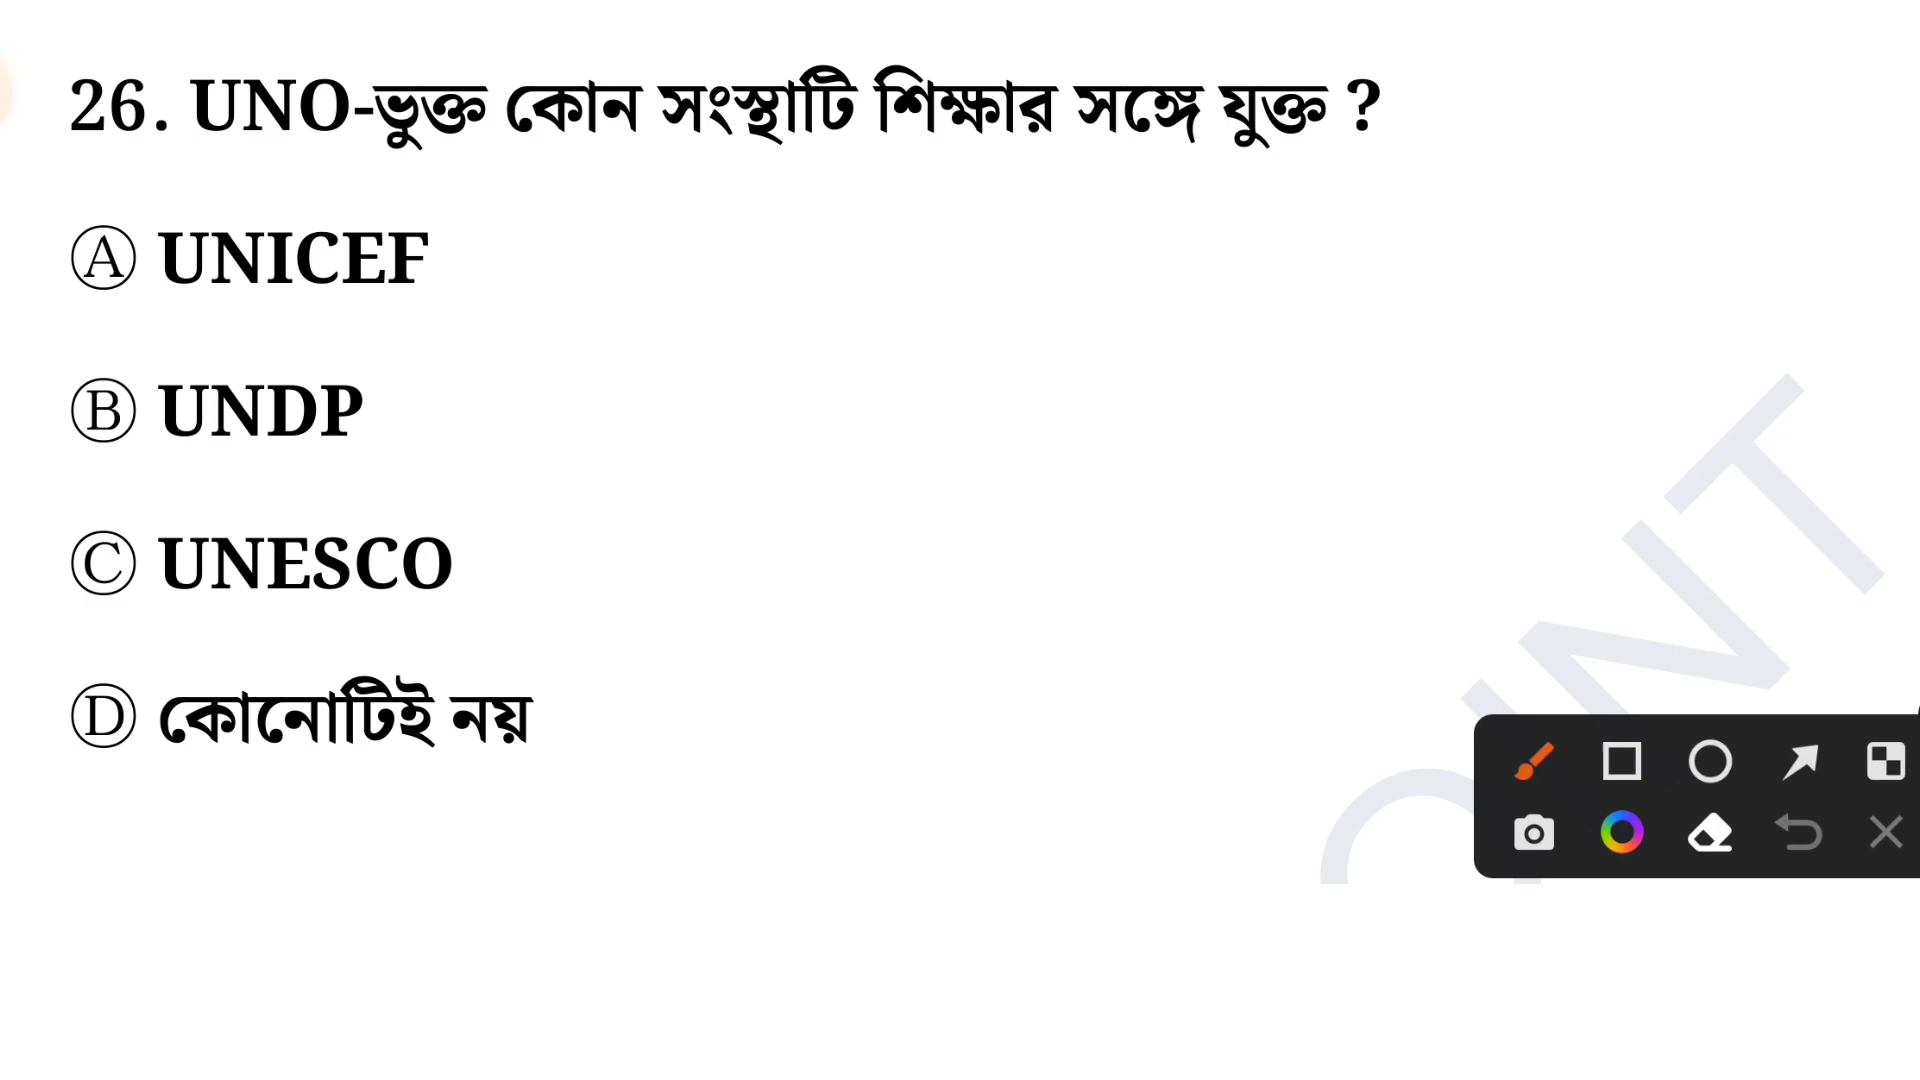 26. UNO-ভুক্ত কোন সংস্থাটি শিক্ষার সঙ্গে যুক্ত ?
Ⓐ UNICEF
Ⓑ UNDP
Ⓒ UNESCO
Ⓓ কোনোটিই নয়